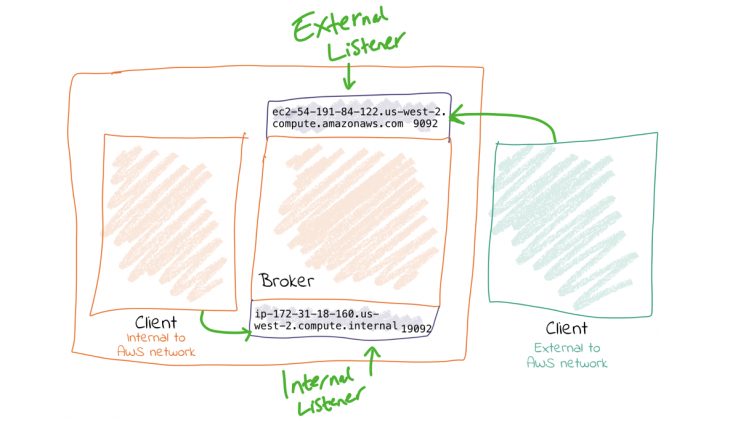 External
Listener
ec2-54-191-84-122.us-west-2.
compute.amazonaws.com 9092
Broker
ip-172-31-18-160.us-
west-2.compute.internal 19092
Client
Internal to
AWS network
Client
External to
AWS network
Internal
Listener